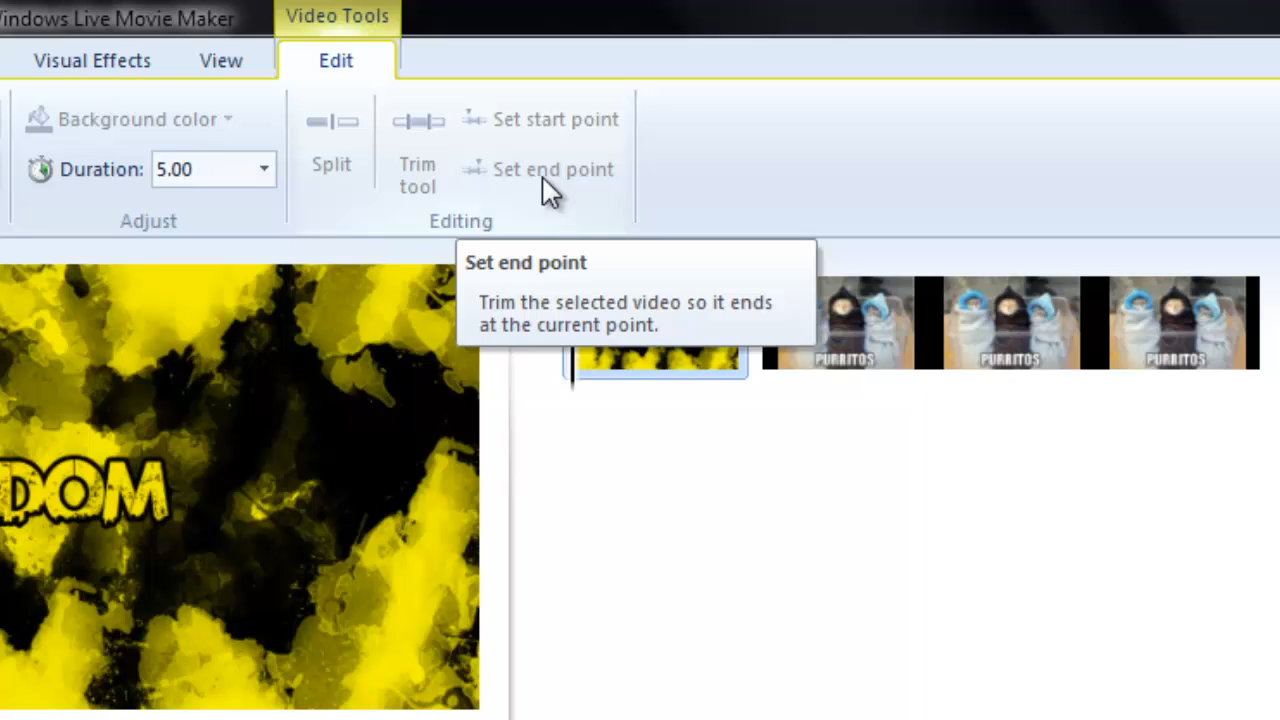 Windows Live Movie Maker
Video Tools
Visual Effects
View
Edit
Background color
Duration: 5.00
Adjust
Split
Trim
tool
Set start point
Set end point
Editing
Set end point
Trim the selected video so it ends
at the current point.
PURRITOS
PURRITOS
PURRITOS
DOM